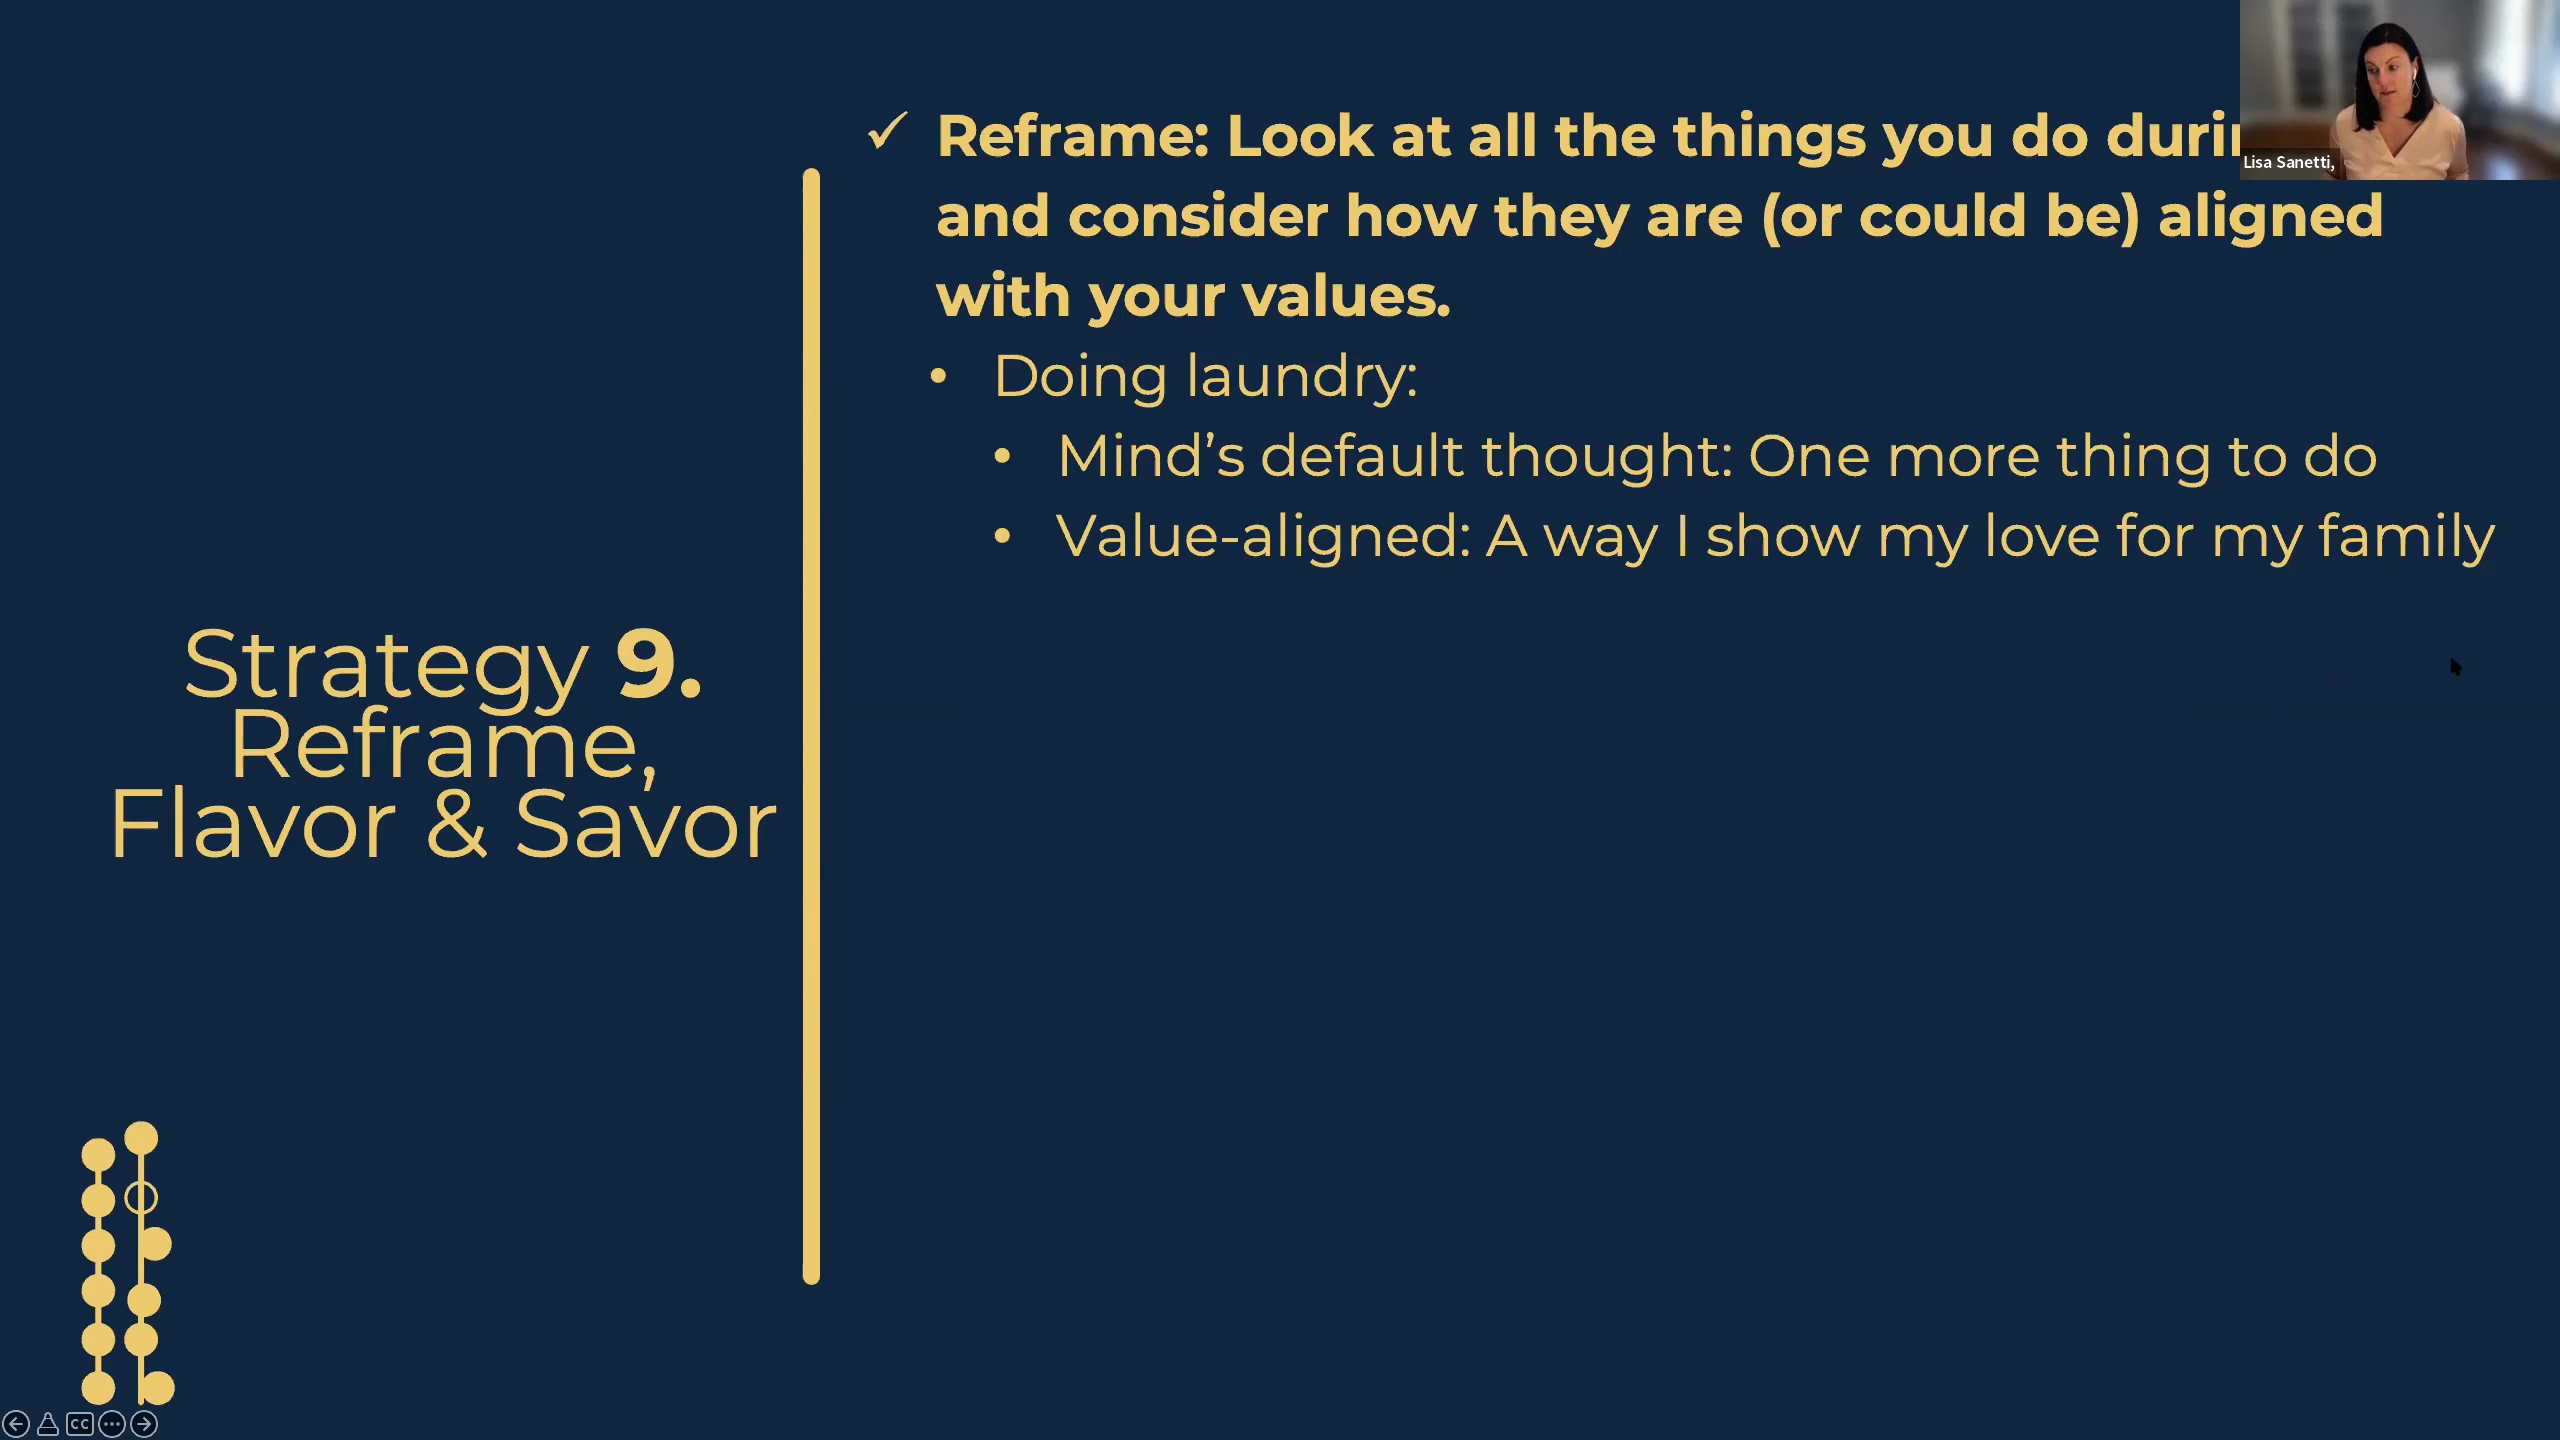 ✓ Reframe: Look at all the things you do
and consider how they are (or could be) aligned
with your values.
• Doing laundry:
• Mind’s default thought: One more thing to do
• Value-aligned: A way I show my love for my family
Strategy 9.
Reframe,
Flavor & Savor
Lisa Sanetti,
CC